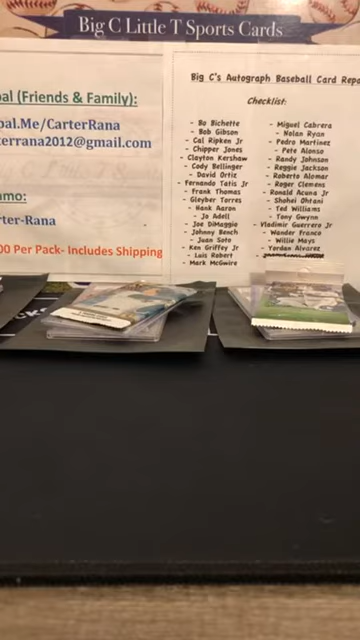 Big C Little T Sports Cards
pal (Friends & Family):
pal.Me/CarterRana
terrana2012@gmail.com
mo:
rter-Rana
00 Per Pack- Includes Shipping
Big C's Autograph Baseball Card Repa
Checklist:
- Bo Bichette
- Bob Gibson
- Cal Ripken Jr
- Chipper Jones
- Clayton Kershaw
- Cody Bellinger
- David Ortiz
- Fernando Tatis Jr
- Frank Thomas
- Gleyber Torres
- Hank Aaron
- Jo Adell
- Joe DiMaggio
- Johnny Bench
- Juan Soto
- Ken Griffey Jr
- Luis Robert
- Mark McGwire
- Miguel Cabrera
- Nolan Ryan
- Pedro Martinez
- Pete Alonso
- Randy Johnson
- Reggie Jackson
- Roberto Alomar
- Roger Clemens
- Ronald Acuna Jr
- Shohei Ohtani
- Ted Williams
- Tony Gwynn
- Vladimir Guerrero Jr
- Wander Franco
- Willie Mays
- Yordan Alvarez